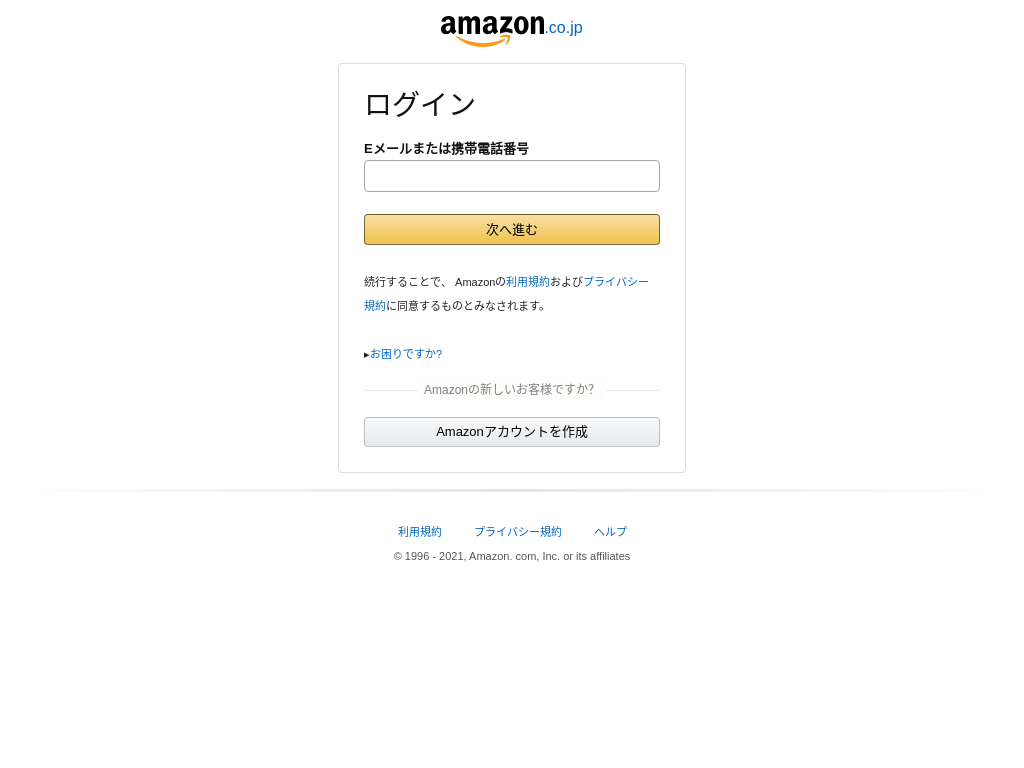 amazon.co.jp
ログイン
Eメールまたは携帯電話番号
次へ進む
続行することで、 Amazonの利用規約およびプライバシー
規約に同意するものとみなされます。
▸お困りですか?
Amazonの新しいお客様ですか?
Amazonアカウントを作成
利用規約 プライバシー規約 ヘルプ
© 1996 - 2021, Amazon. com, Inc. or its affiliates